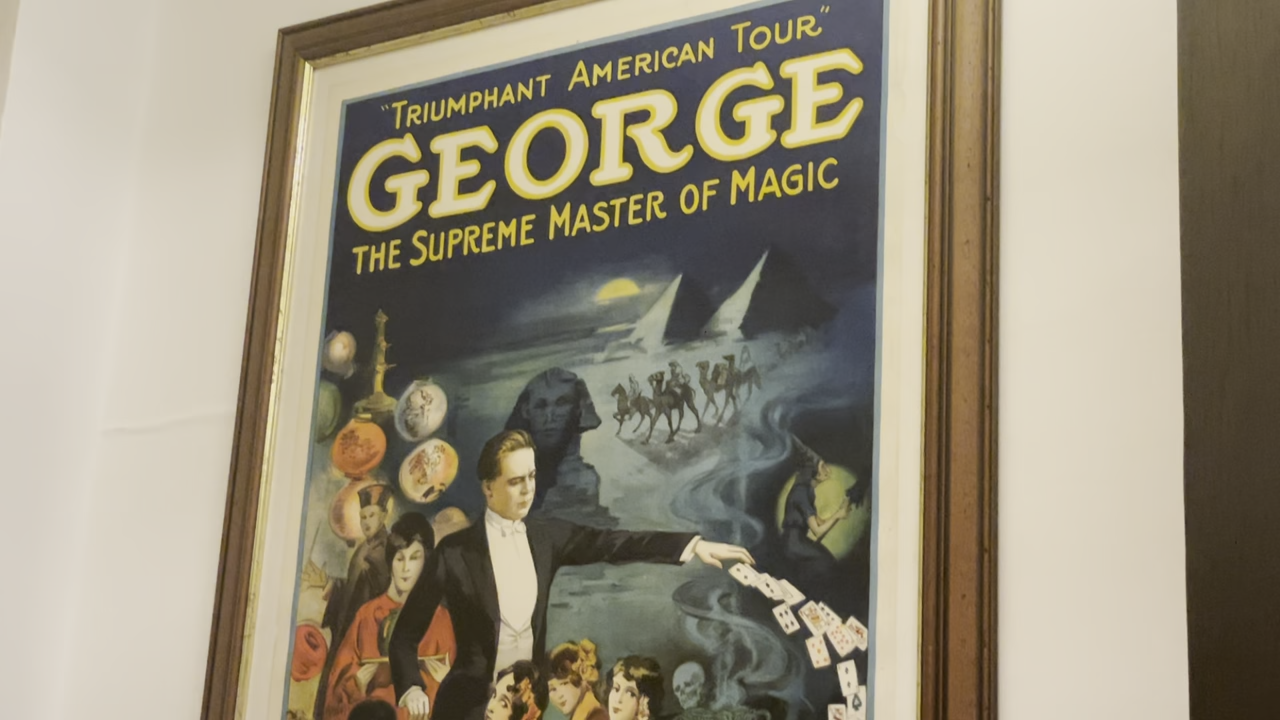 "TRIUMPHANT AMERICAN TOUR"
GEORGE
THE SUPREME MASTER OF MAGIC